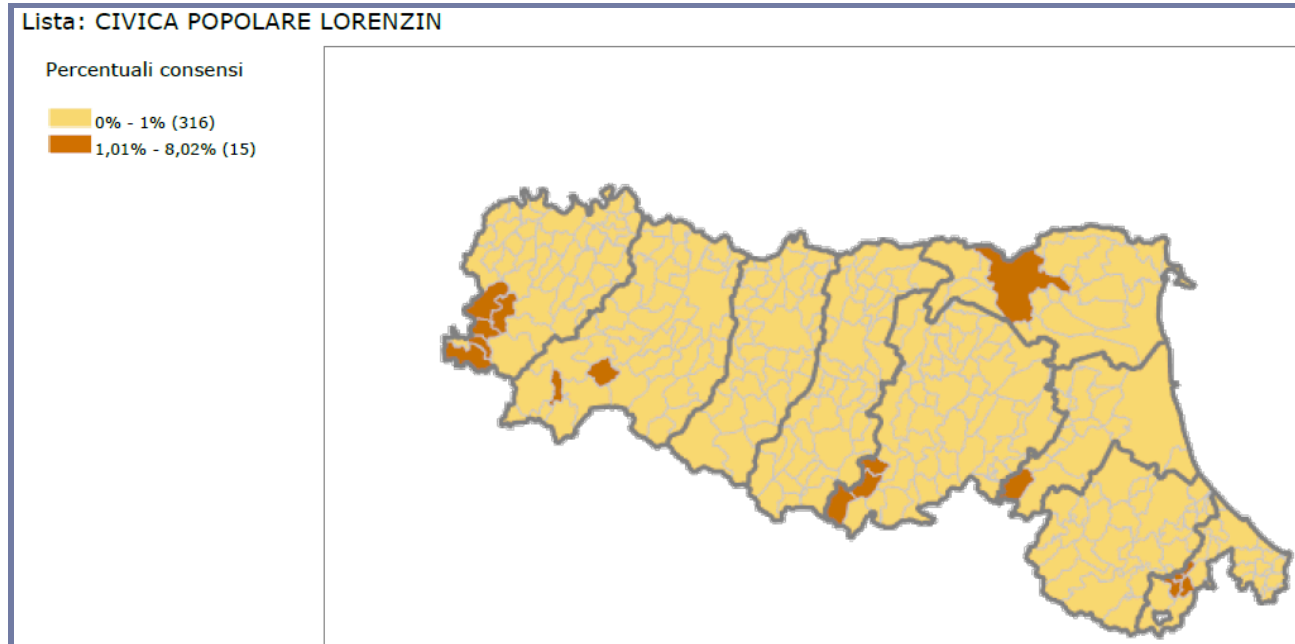 Lista: CIVICA POPOLARE LORENZIN
Percentuali consensi
0% - 1% (316)
1,01% - 8,02% (15)